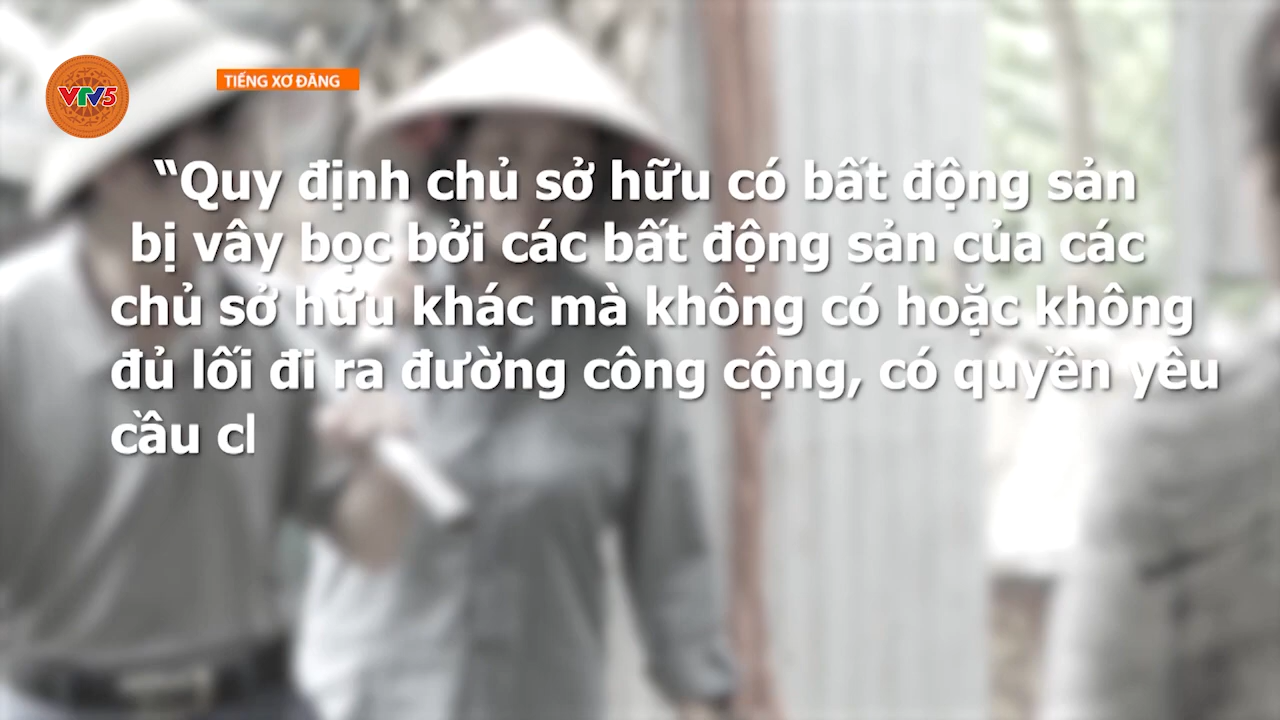 VTV5
TIẾNG XƠ ĐĂNG
“Quy định chủ sở hữu có bất động sản
bị vây bọc bởi các bất động sản của các
chủ sở hữu khác mà không có hoặc không
đủ lối đi ra đường công cộng, có quyền yêu
cầu c